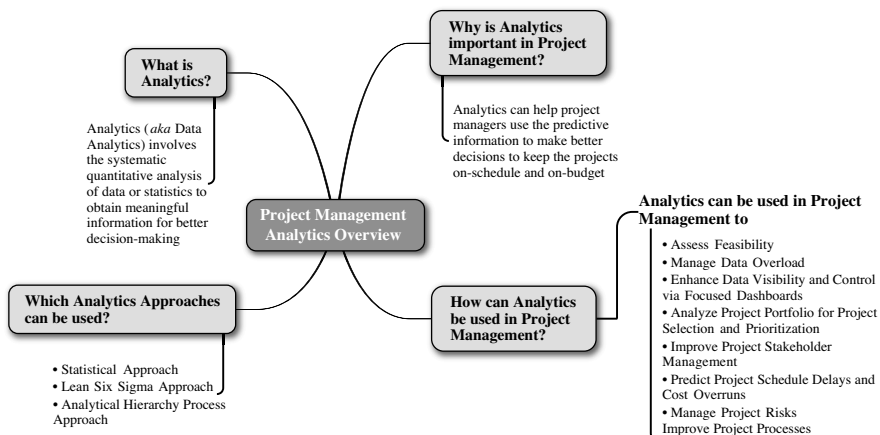 Why is Analytics
important in Project
Management?
What is
Analytics?
Analytics can help project
managers use the predictive
information to make better
decisions to keep the projects
on-schedule and on-budget
Analytics (aka Data
Analytics) involves
the systematic
quantitative analysis
of data or statistics to
obtain meaningful
information for better
decision-making
Project Management
Analytics Overview
Analytics can be used in Project
Management to
• Assess Feasibility
• Manage Data Overload
• Enhance Data Visibility and Control
via Focused Dashboards
• Analyze Project Portfolio for Project
Selection and Prioritization
• Improve Project Stakeholder
Management
• Predict Project Schedule Delays and
Cost Overruns
• Manage Project Risks
Improve Project Processes
Which Analytics Approaches
can be used?
How can Analytics
be used in Project
Management?
• Statistical Approach
• Lean Six Sigma Approach
• Analytical Hierarchy Process
Approach